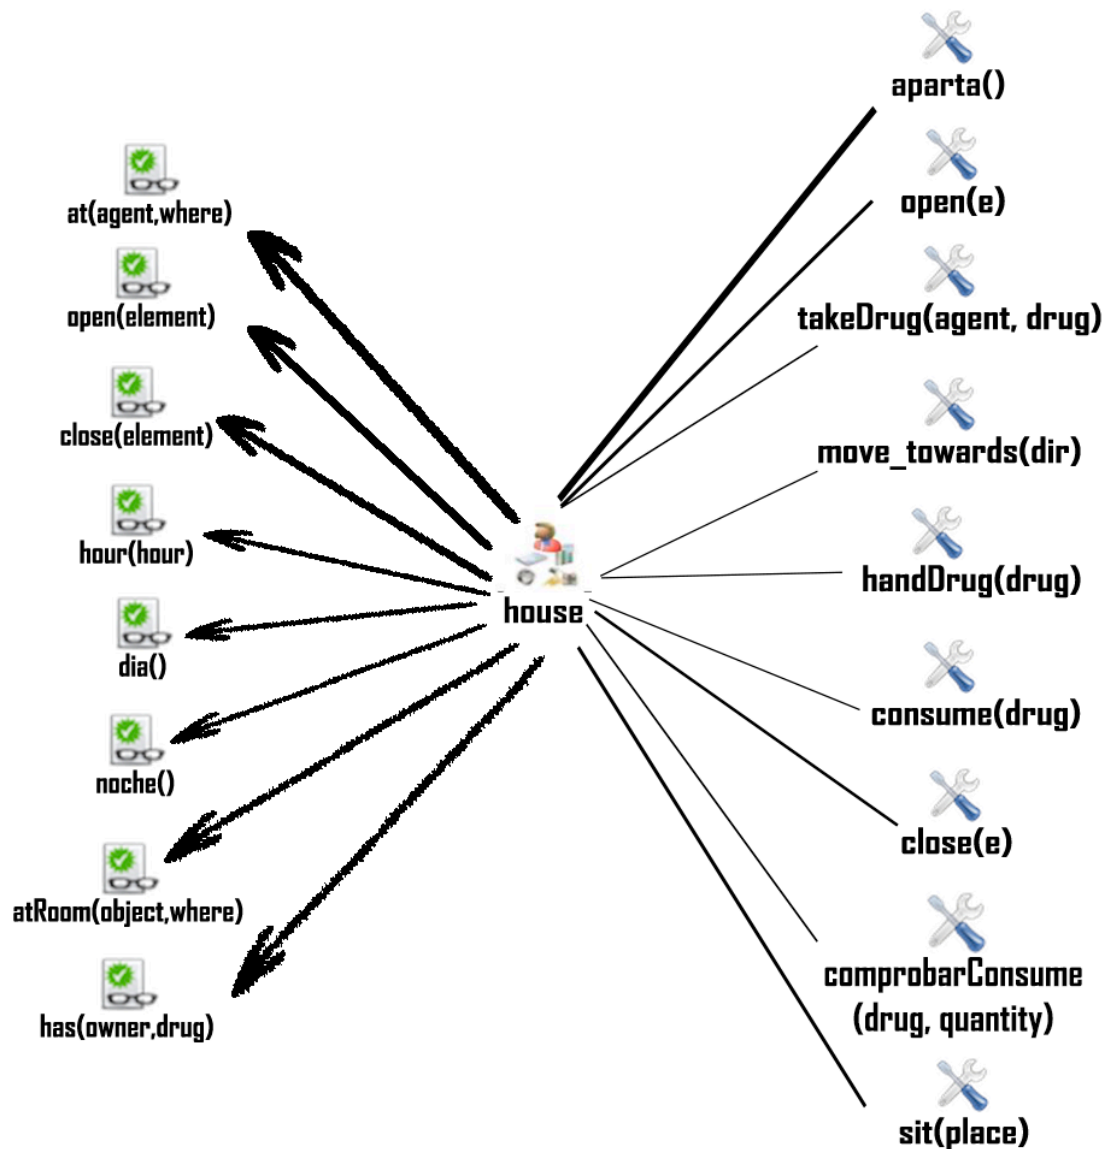 at(agent,where)
open(element)
close(element)
hour(hour)
dia()
noche()
atRoom(object,where)
has(owner,drug)
house
aparta()
open(e)
takeDrug(agent, drug)
move_towards(dir)
handDrug(drug)
consume(drug)
close(e)
comprobarConsume
(drug, quantity)
sit(place)